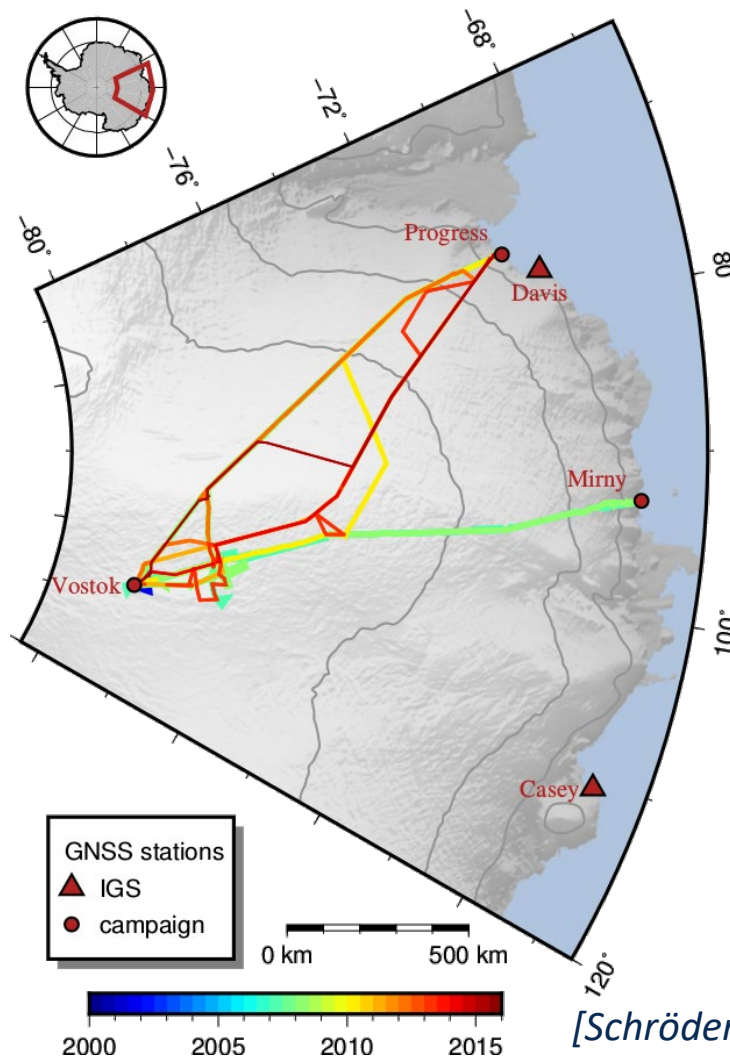 −68°
−72°
−76°
−80°
Progress
80°
Davis
Mirny
Vostok
100°
Casey
GNSS stations
IGS
campaign
0 km 500 km
120°
2000 2005 2010 2015
[Schröder